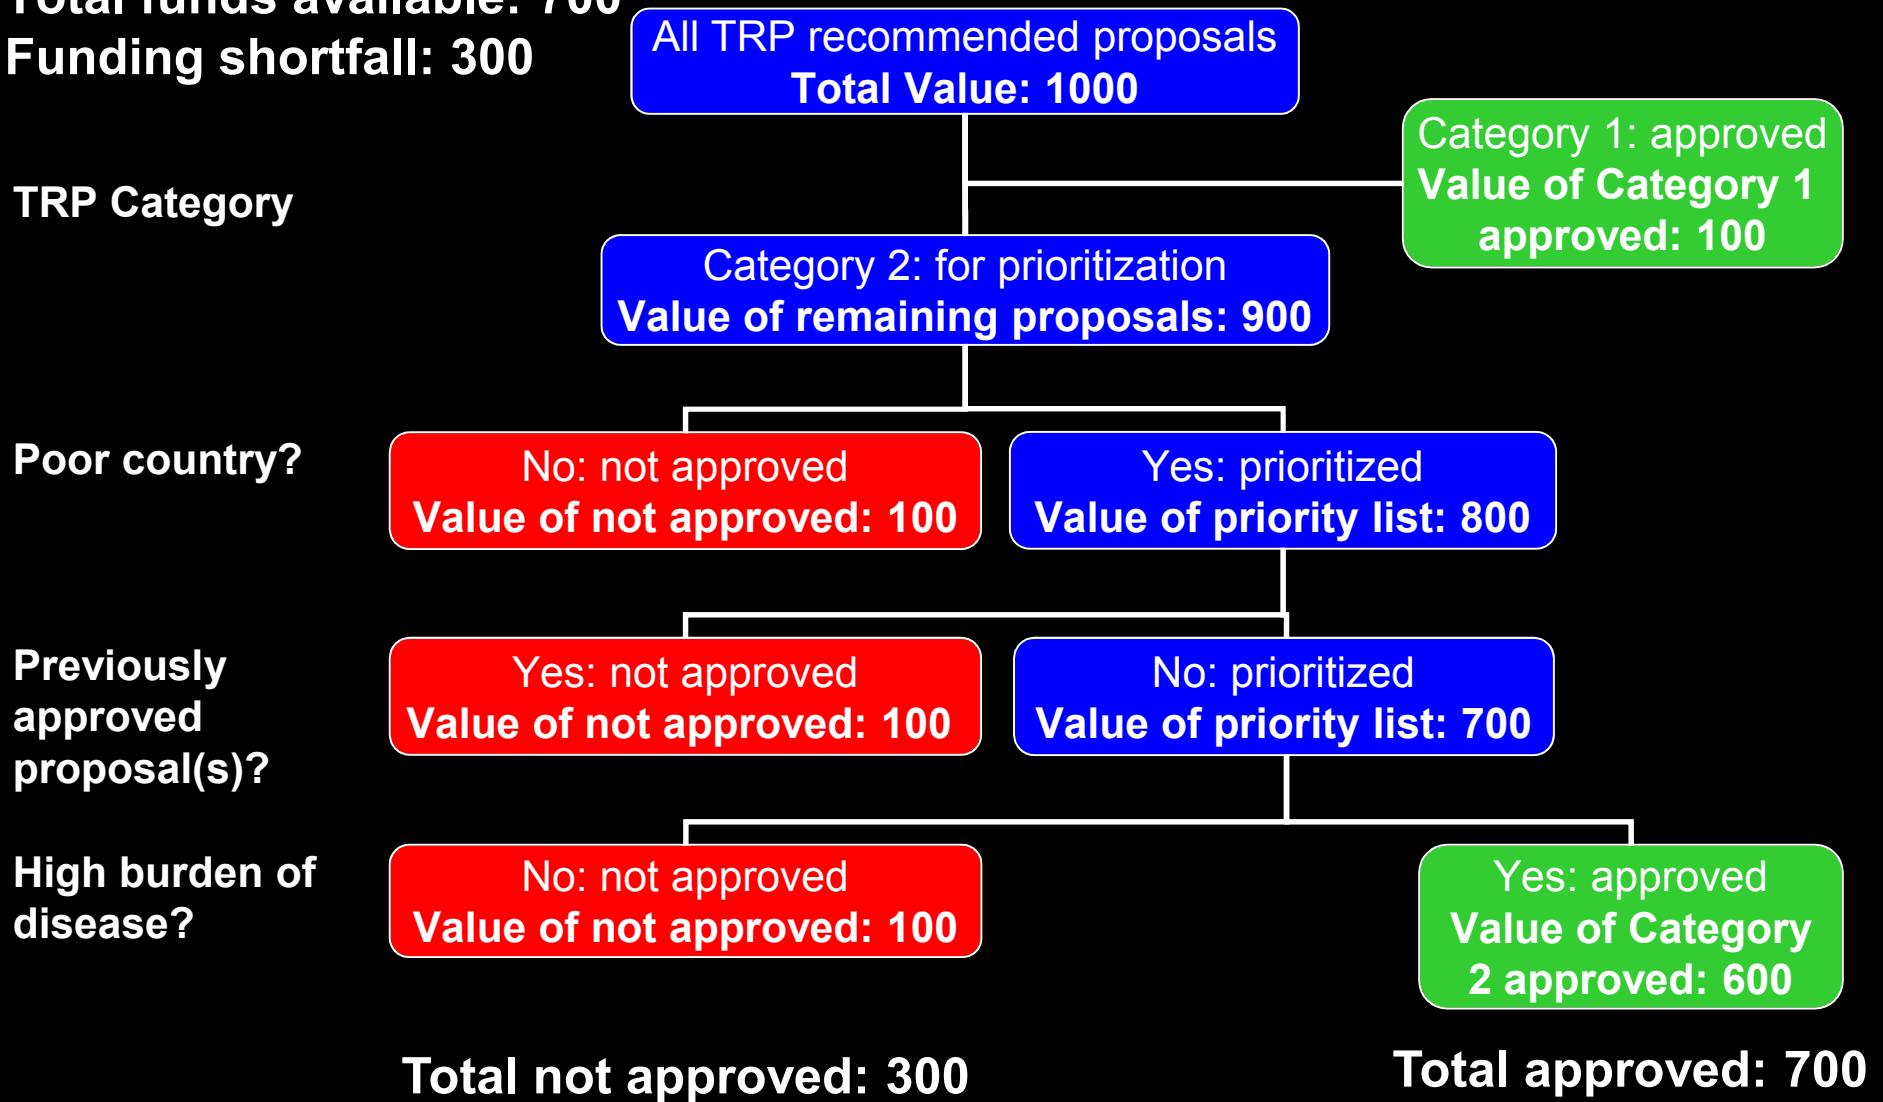 Total funds available: 700
Funding shortfall: 300
All TRP recommended proposals
Total Value: 1000
Category 1: approved
Value of Category 1
approved: 100
TRP Category
Category 2: for prioritization
Value of remaining proposals: 900
Poor country?
No: not approved
Value of not approved: 100
Yes: prioritized
Value of priority list: 800
Previously
approved
proposal(s)?
Yes: not approved
Value of not approved: 100
No: prioritized
Value of priority list: 700
High burden of
disease?
No: not approved
Value of not approved: 100
Yes: approved
Value of Category
2 approved: 600
Total not approved: 300
Total approved: 700